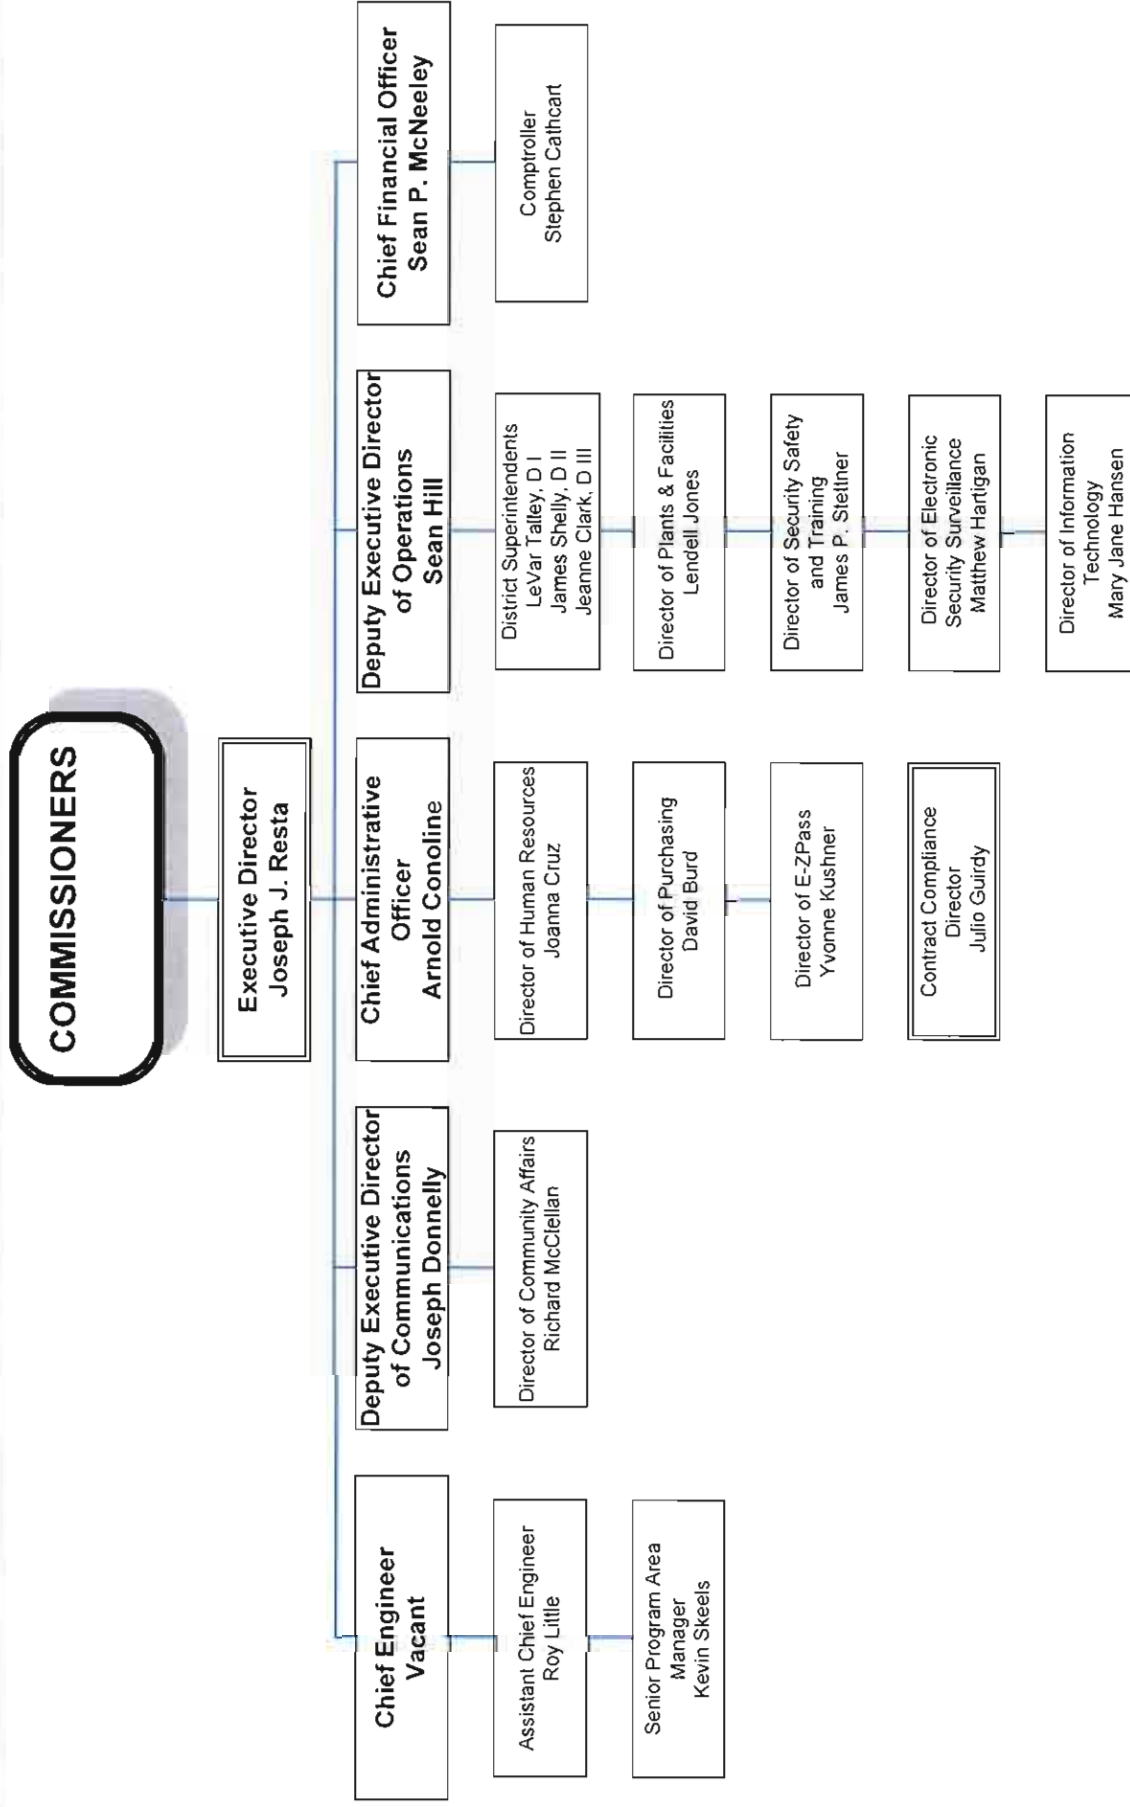 COMMISSIONERS
Executive Director
Joseph J. Resta
Chief Engineer
Vacant
Deputy Executive Director
of Communications
Joseph Donnelly
Chief Administrative
Officer
Arnold Conoline
Deputy Executive Director
of Operations
Sean Hill
Chief Financial Officer
Sean P. McNeeley
Assistant Chief Engineer
Roy Little
Director of Community Affairs
Richard McClellan
Director of Human Resources
Joanna Cruz
District Superintendents
LeVar Talley, D I
James Shelly, D II
Jeanne Clark, D III
Comptroller
Stephen Cathcart
Senior Program Area
Manager
Kevin Skeels
Director of Purchasing
David Burd
Director of Plants & Facilities
Lendell Jones
Director of E-ZPass
Yvonne Kushner
Director of Security Safety
and Training
James P. Stellner
Contract Compliance
Director
Julio Guirdy
Director of Electronic
Security Surveillance
Matthew Hartigan
Director of Information
Technology
Mary Jane Hansen